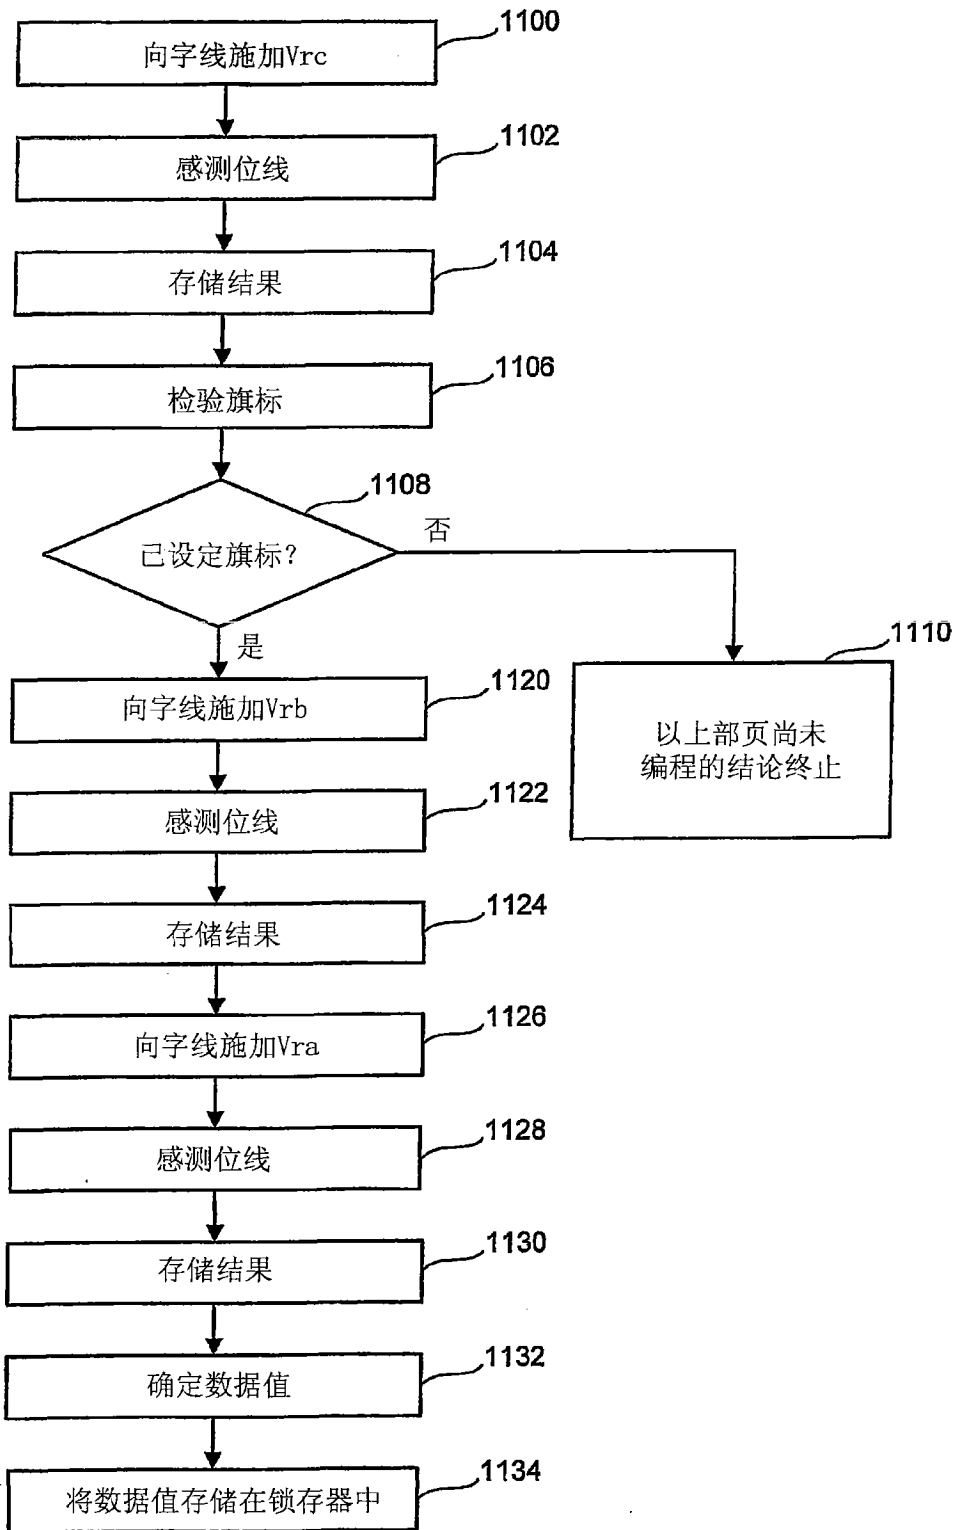 1100
向字线施加Vrc
1102
感测位线
1104
存储结果
1106
检验旗标
1108
已设定旗标?
否
是
1110
以上部页尚未
编程的结论终止
1120
向字线施加Vrb
1122
感测位线
1124
存储结果
1126
向字线施加Vra
1128
感测位线
1130
存储结果
1132
确定数据值
1134
将数据值存储在锁存器中